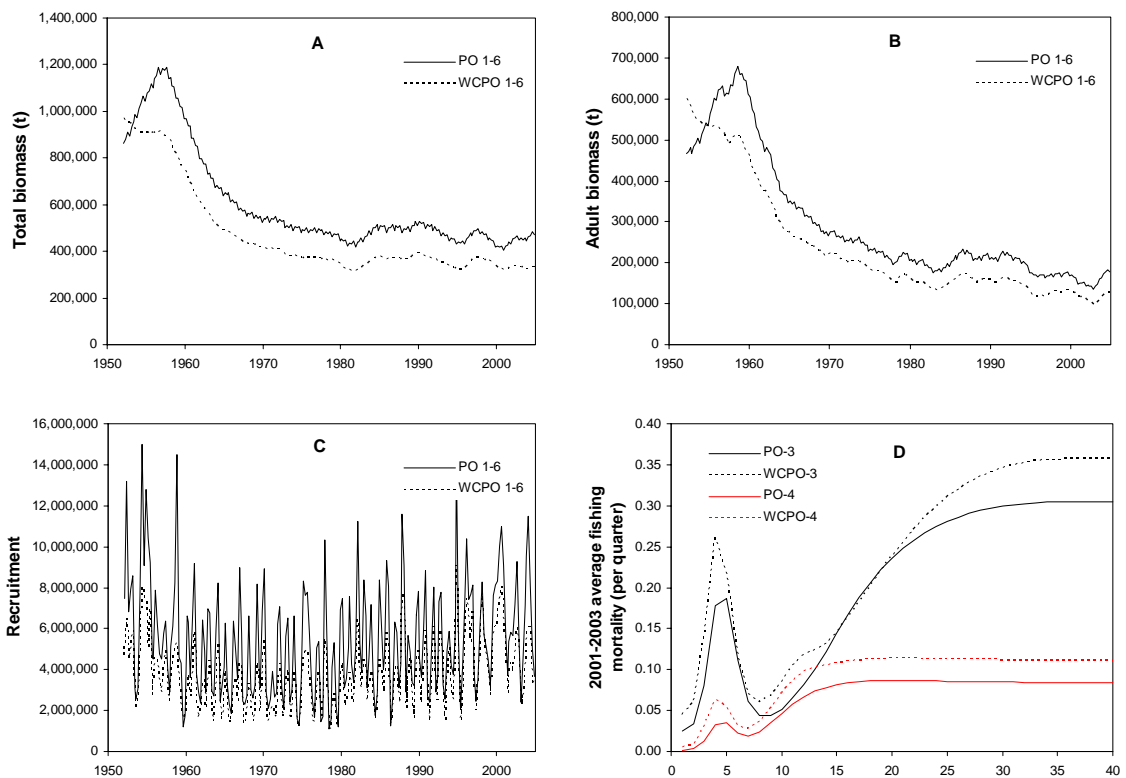 A
Total biomass (t)
1,400,000
1,200,000
1,000,000
800,000
600,000
400,000
200,000
0
1950 1960 1970 1980 1990 2000
PO 1-6
WCPO 1-6
B
Adult biomass (t)
800,000
700,000
600,000
500,000
400,000
300,000
200,000
100,000
0
1950 1960 1970 1980 1990 2000
PO 1-6
WCPO 1-6
C
Recruitment
16,000,000
14,000,000
12,000,000
10,000,000
8,000,000
6,000,000
4,000,000
2,000,000
0
1950 1960 1970 1980 1990 2000
PO 1-6
WCPO 1-6
D
2001-2003 average fishing
mortality (per quarter)
0.40
0.35
0.30
0.25
0.20
0.15
0.10
0.05
0.00
0 5 10 15 20 25 30 35 40
PO-3
WCPO-3
PO-4
WCPO-4